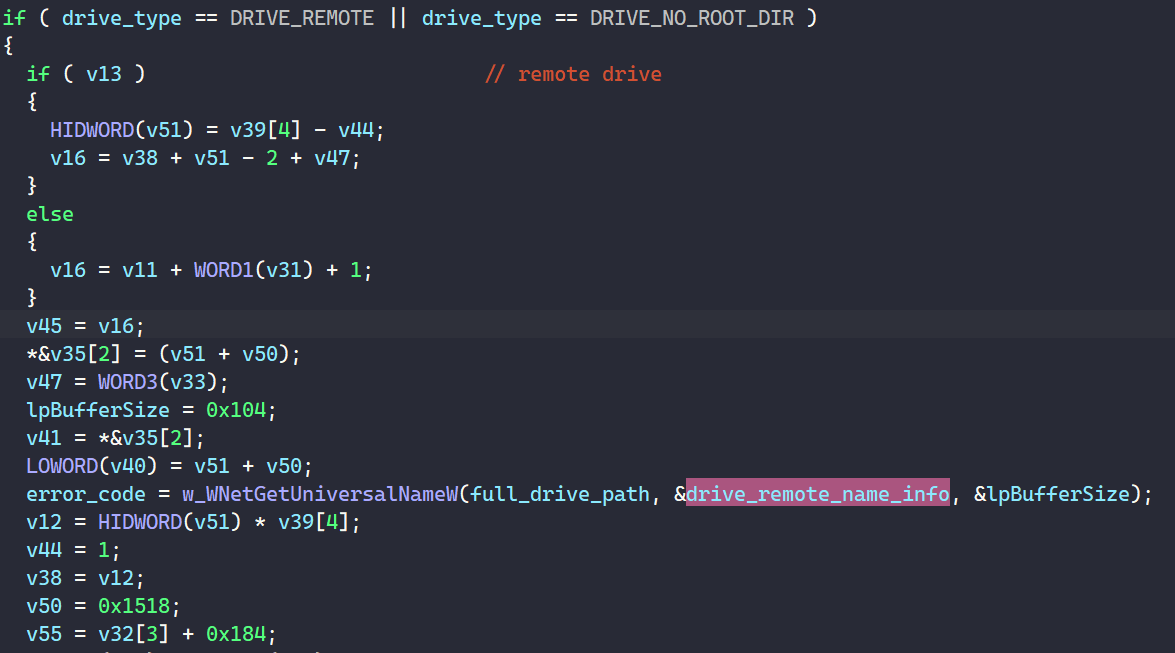 if ( drive_type == DRIVE_REMOTE || drive_type == DRIVE_NO_ROOT_DIR )
{
  if ( v13 )                            // remote drive
  {
    HIDWORD(v51) = v39[4] - v44;
    v16 = v38 + v51 - 2 + v47;
  }
  else
  {
    v16 = v11 + WORD1(v31) + 1;
  }
  v45 = v16;
  *&v35[2] = (v51 + v50);
  v47 = WORD3(v33);
  lpBufferSize = 0x104;
  v41 = *&v35[2];
  LOWORD(v40) = v51 + v50;
  error_code = w_WNetGetUniversalNameW(full_drive_path, &drive_remote_name_info, &lpBufferSize);
  v12 = HIDWORD(v51) * v39[4];
  v44 = 1;
  v38 = v12;
  v50 = 0x1518;
  v55 = v32[3] + 0x184;